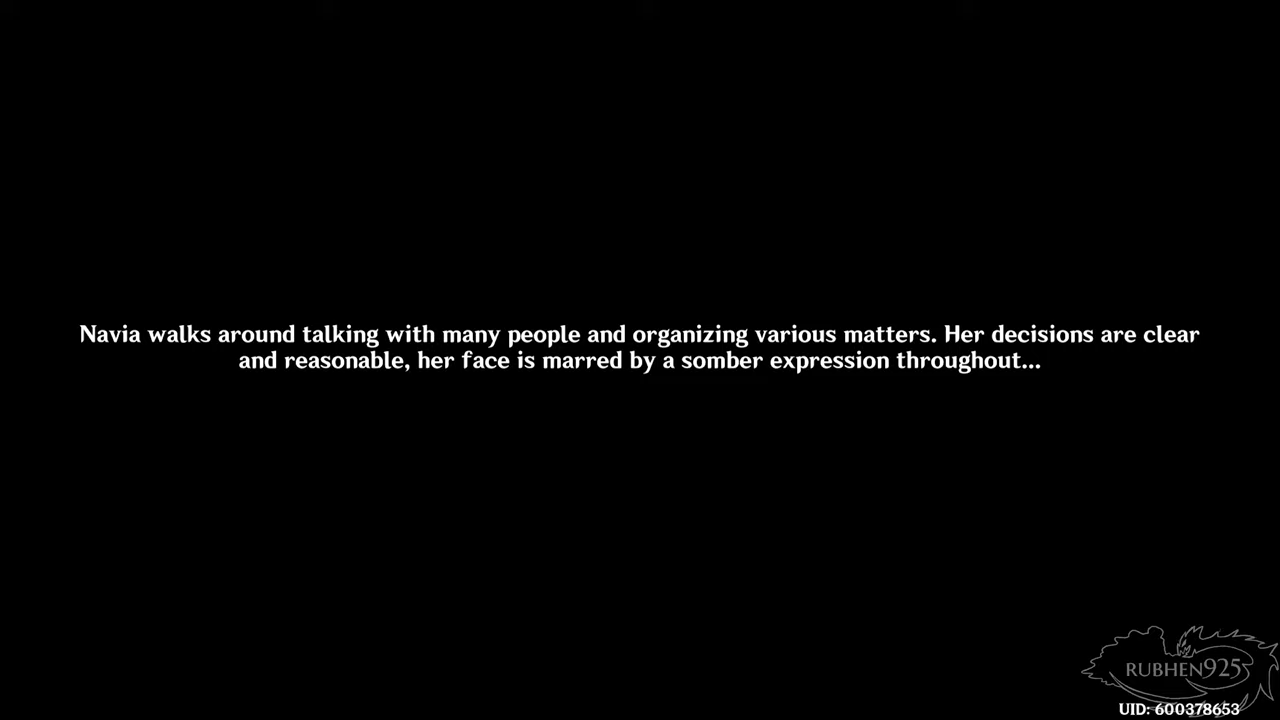 Navia walks around talking with many people and organizing various matters. Her decisions are clear
and reasonable, her face is marred by a somber expression throughout...
RUBHEN925
UID: 600378653